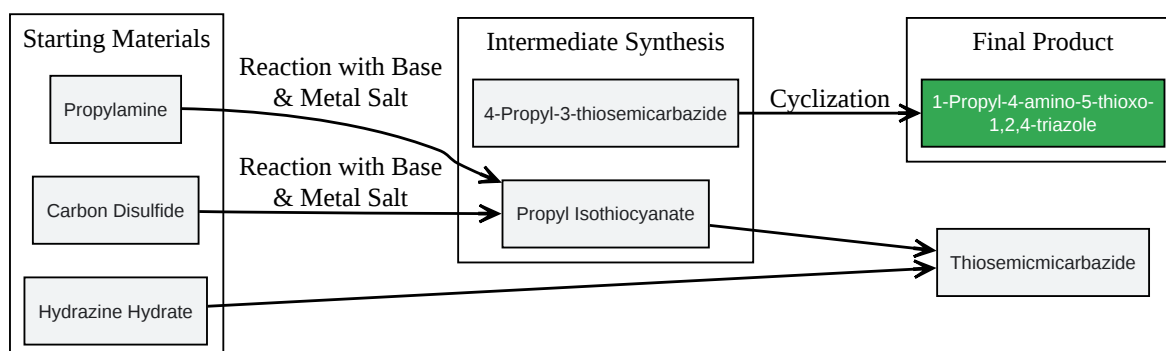 Starting Materials
Intermediate Synthesis
Final Product
Reaction with Base
& Metal Salt
Propylamine
4-Propyl-3-thiosemicarbazide
Cyclization
1-Propyl-4-amino-5-thioxo-
1,2,4-triazole
Reaction with Base
& Metal Salt
Carbon Disulfide
Propyl Isothiocyanate
Thiosemicmicarbazide
Hydrazine Hydrate